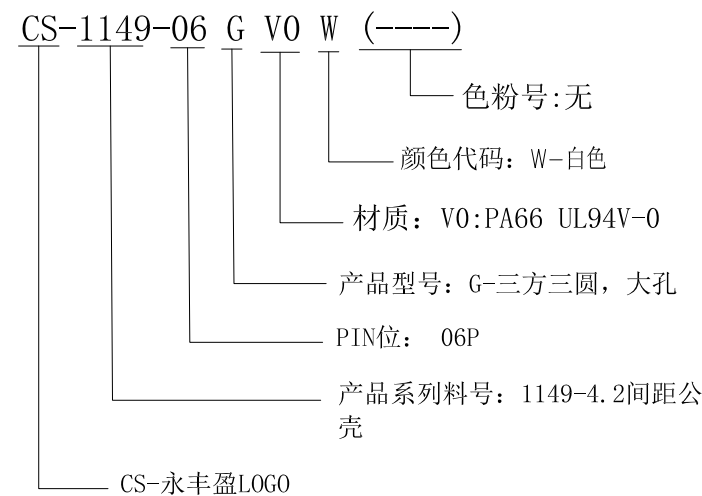 CS-1149-06 G V0 W (----)
色粉号:无
颜色代码：W-白色
材质：V0:PA66 UL94V-0
产品型号：G-三方三圆，大孔
PIN位： 06P
产品系列料号：1149-4.2间距公
壳
CS-永丰盈LOGO